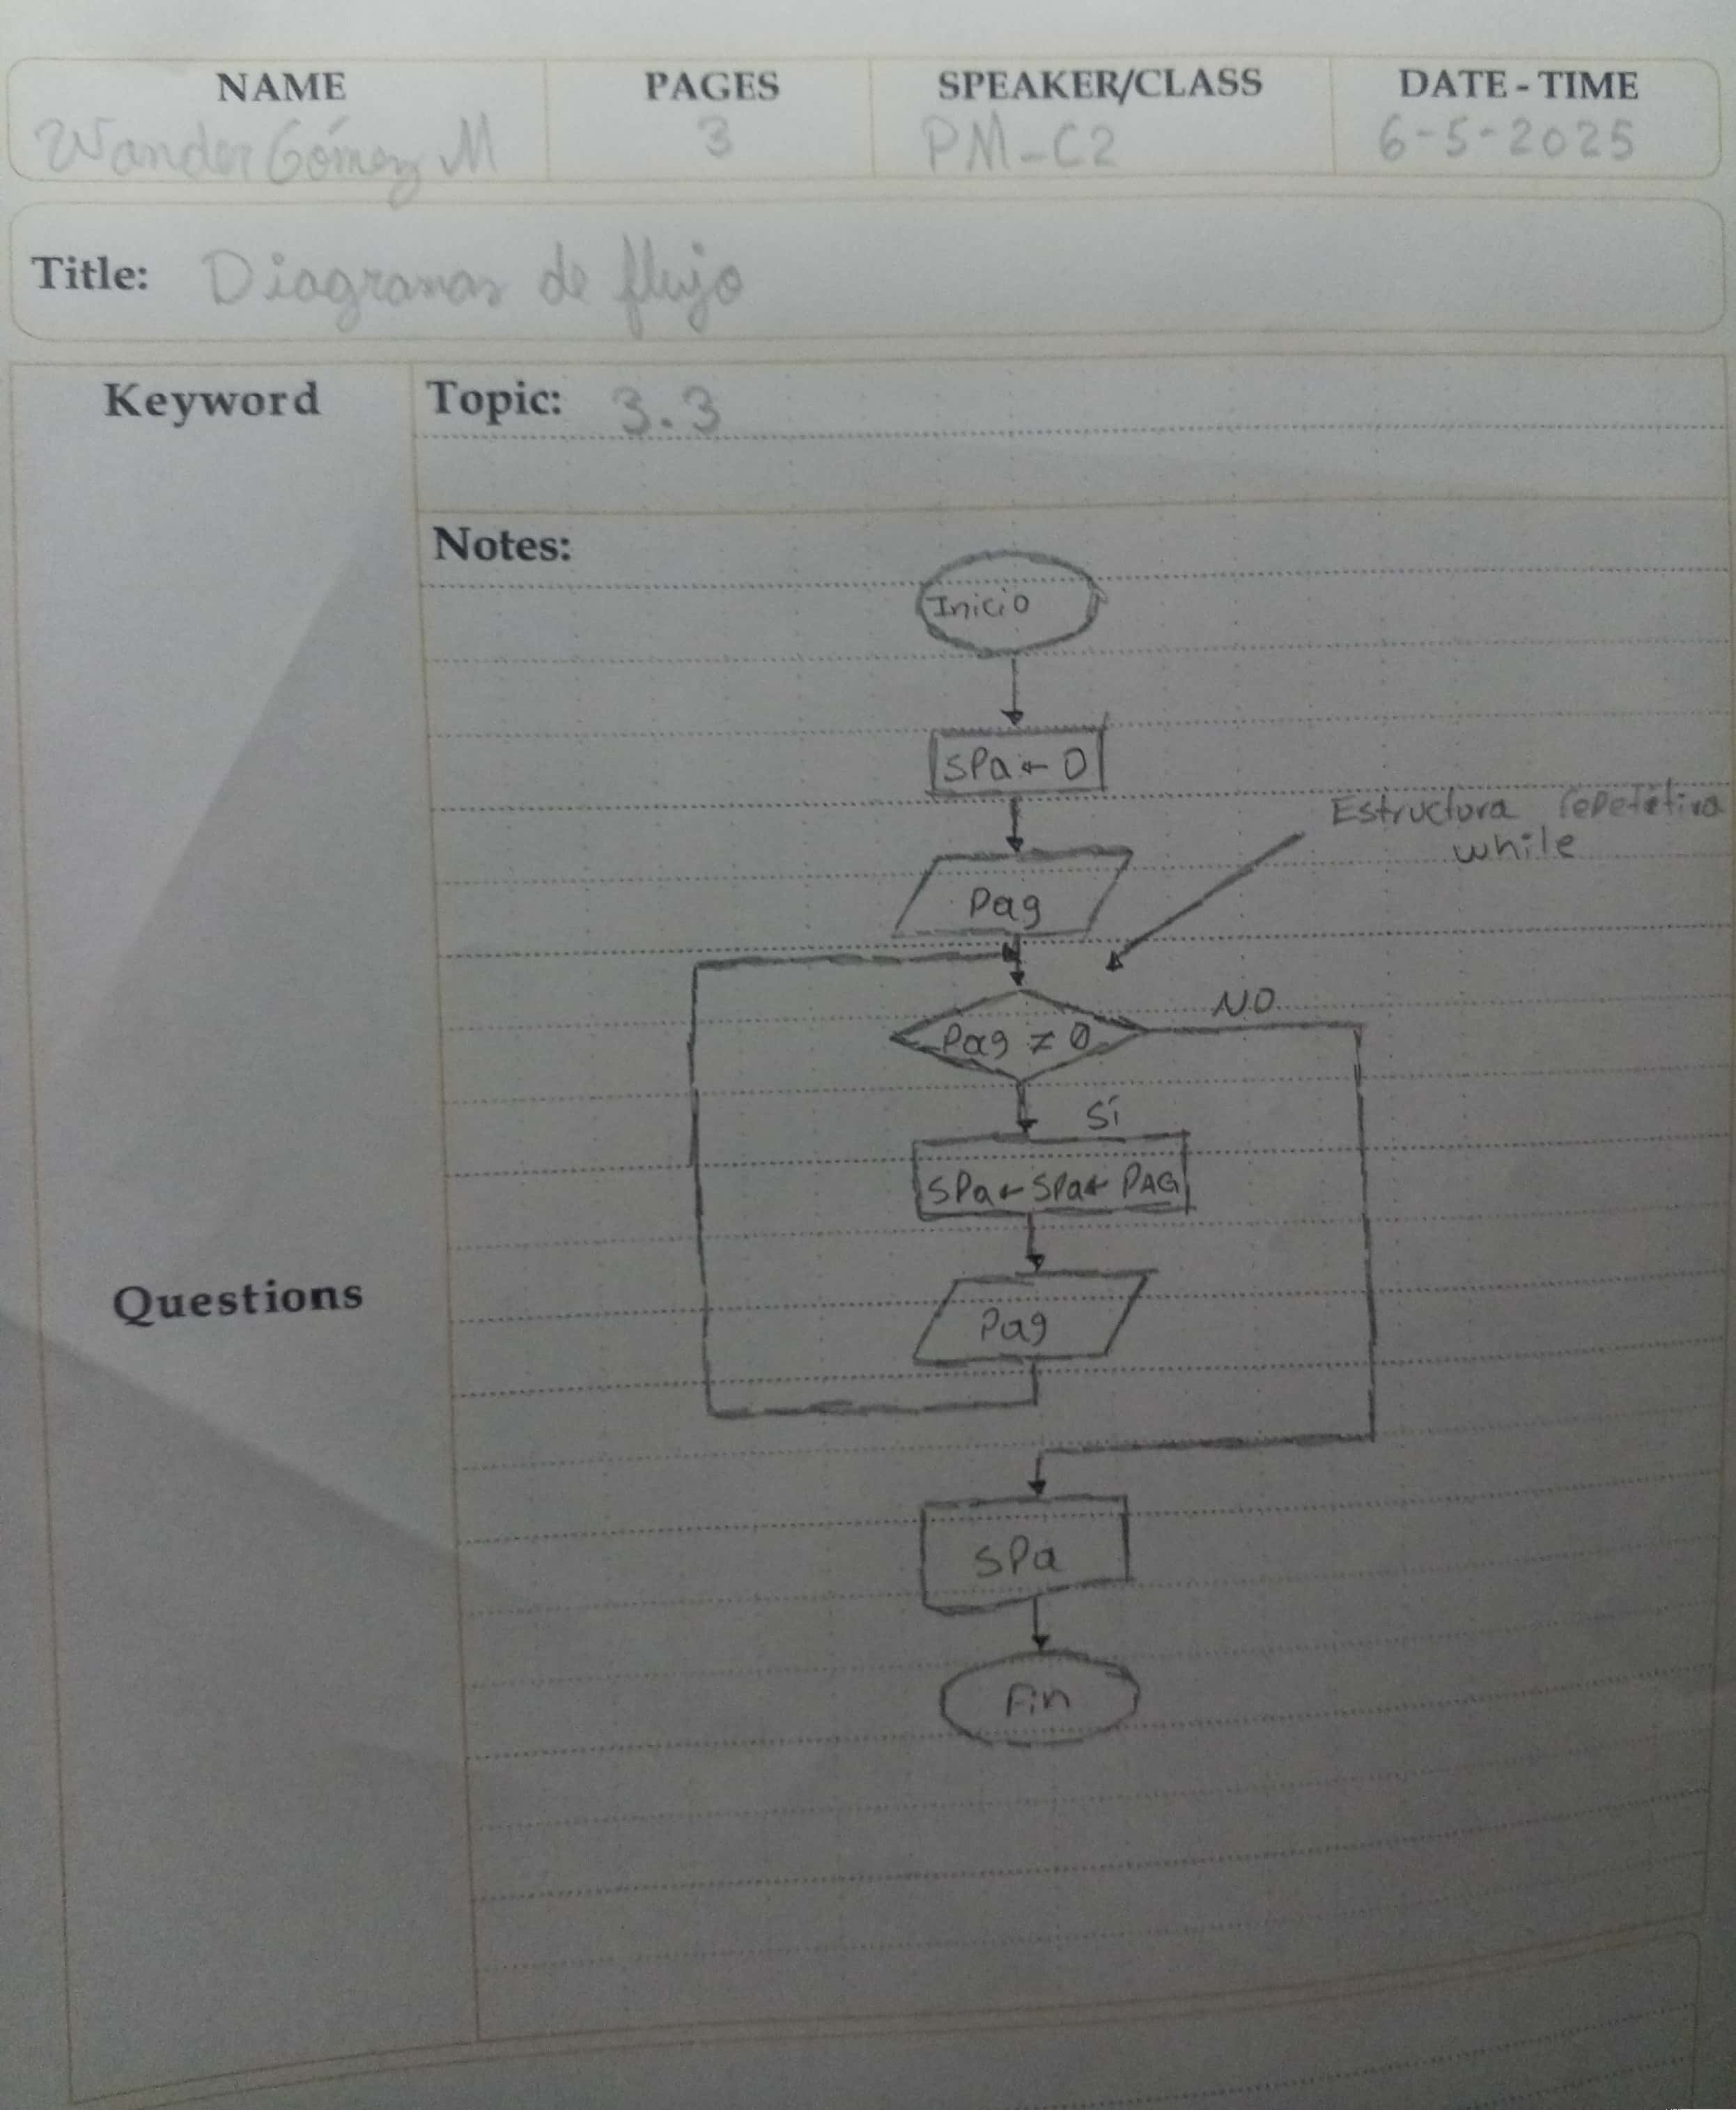 NAME PAGES SPEAKER/CLASS DATE-TIME
Wander Gómez M 3 PM-C2 6-5-2025
Title: Diagramas de flujo
Keyword Topic: 3.3
Notes:
Inicio
SPa ← 0
Estructura repetitiva
while
Pag
NO
Pag ≠ 0
Sí
SPa ← SPa + PAG
Questions
Pag
SPa
Fin